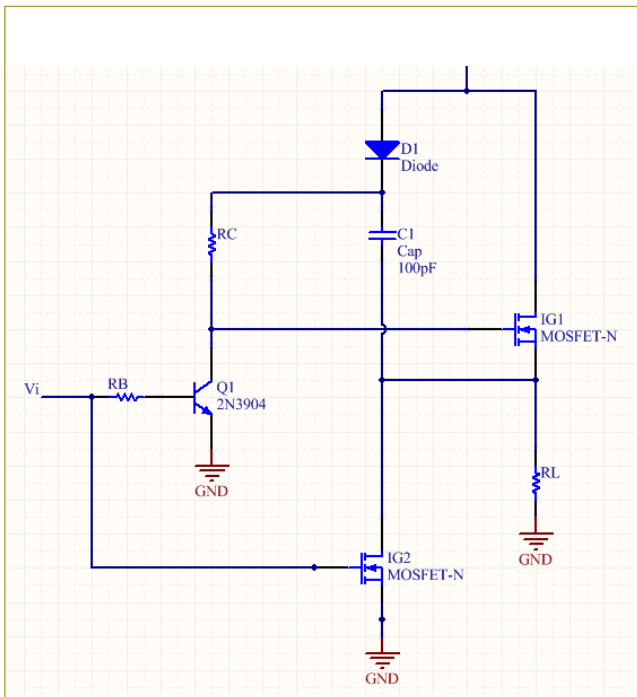 D1
Diode
RC
C1
Cap
100pF
IG1
MOSFET-N
Vi
RB
Q1
2N3904
GND
RL
GND
IG2
MOSFET-N
GND